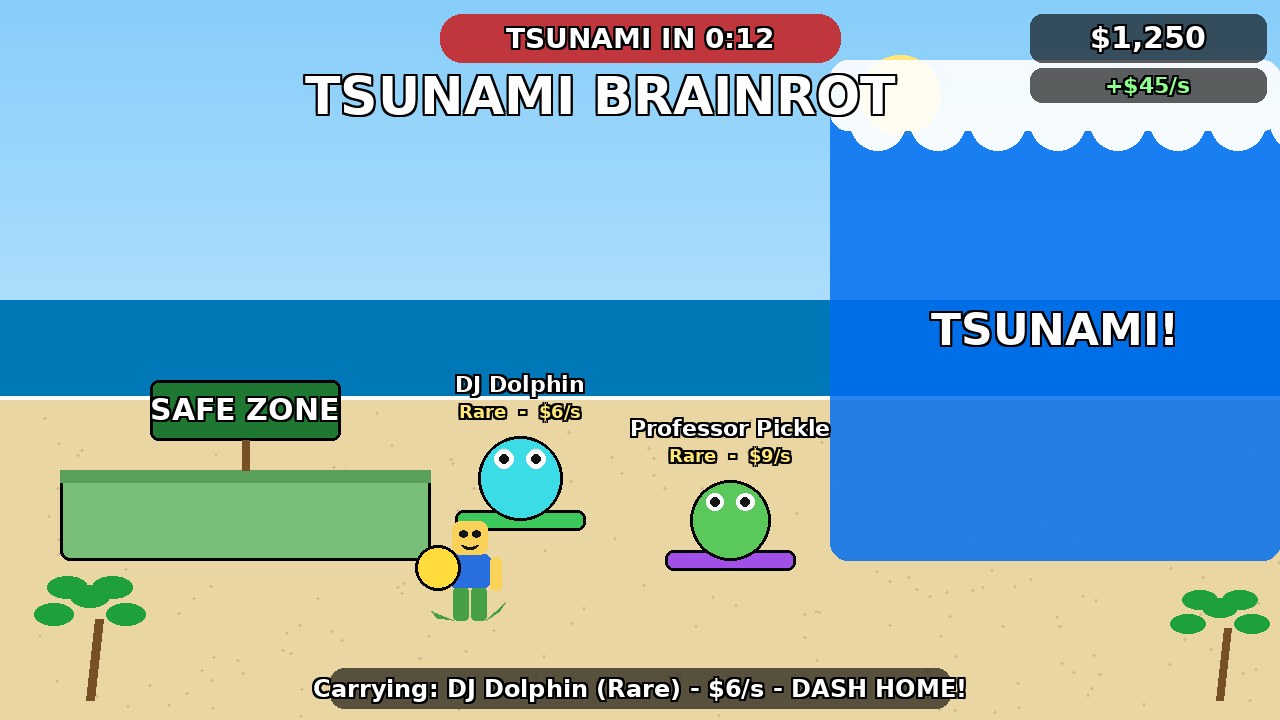 TSUNAMI IN 0:12
$1,250
+$45/s
TSUNAMI BRAINROT
TSUNAMI!
DJ Dolphin
Rare - $6/s
SAFE ZONE
Professor Pickle
Rare - $9/s
Carrying: DJ Dolphin (Rare) - $6/s - DASH HOME!